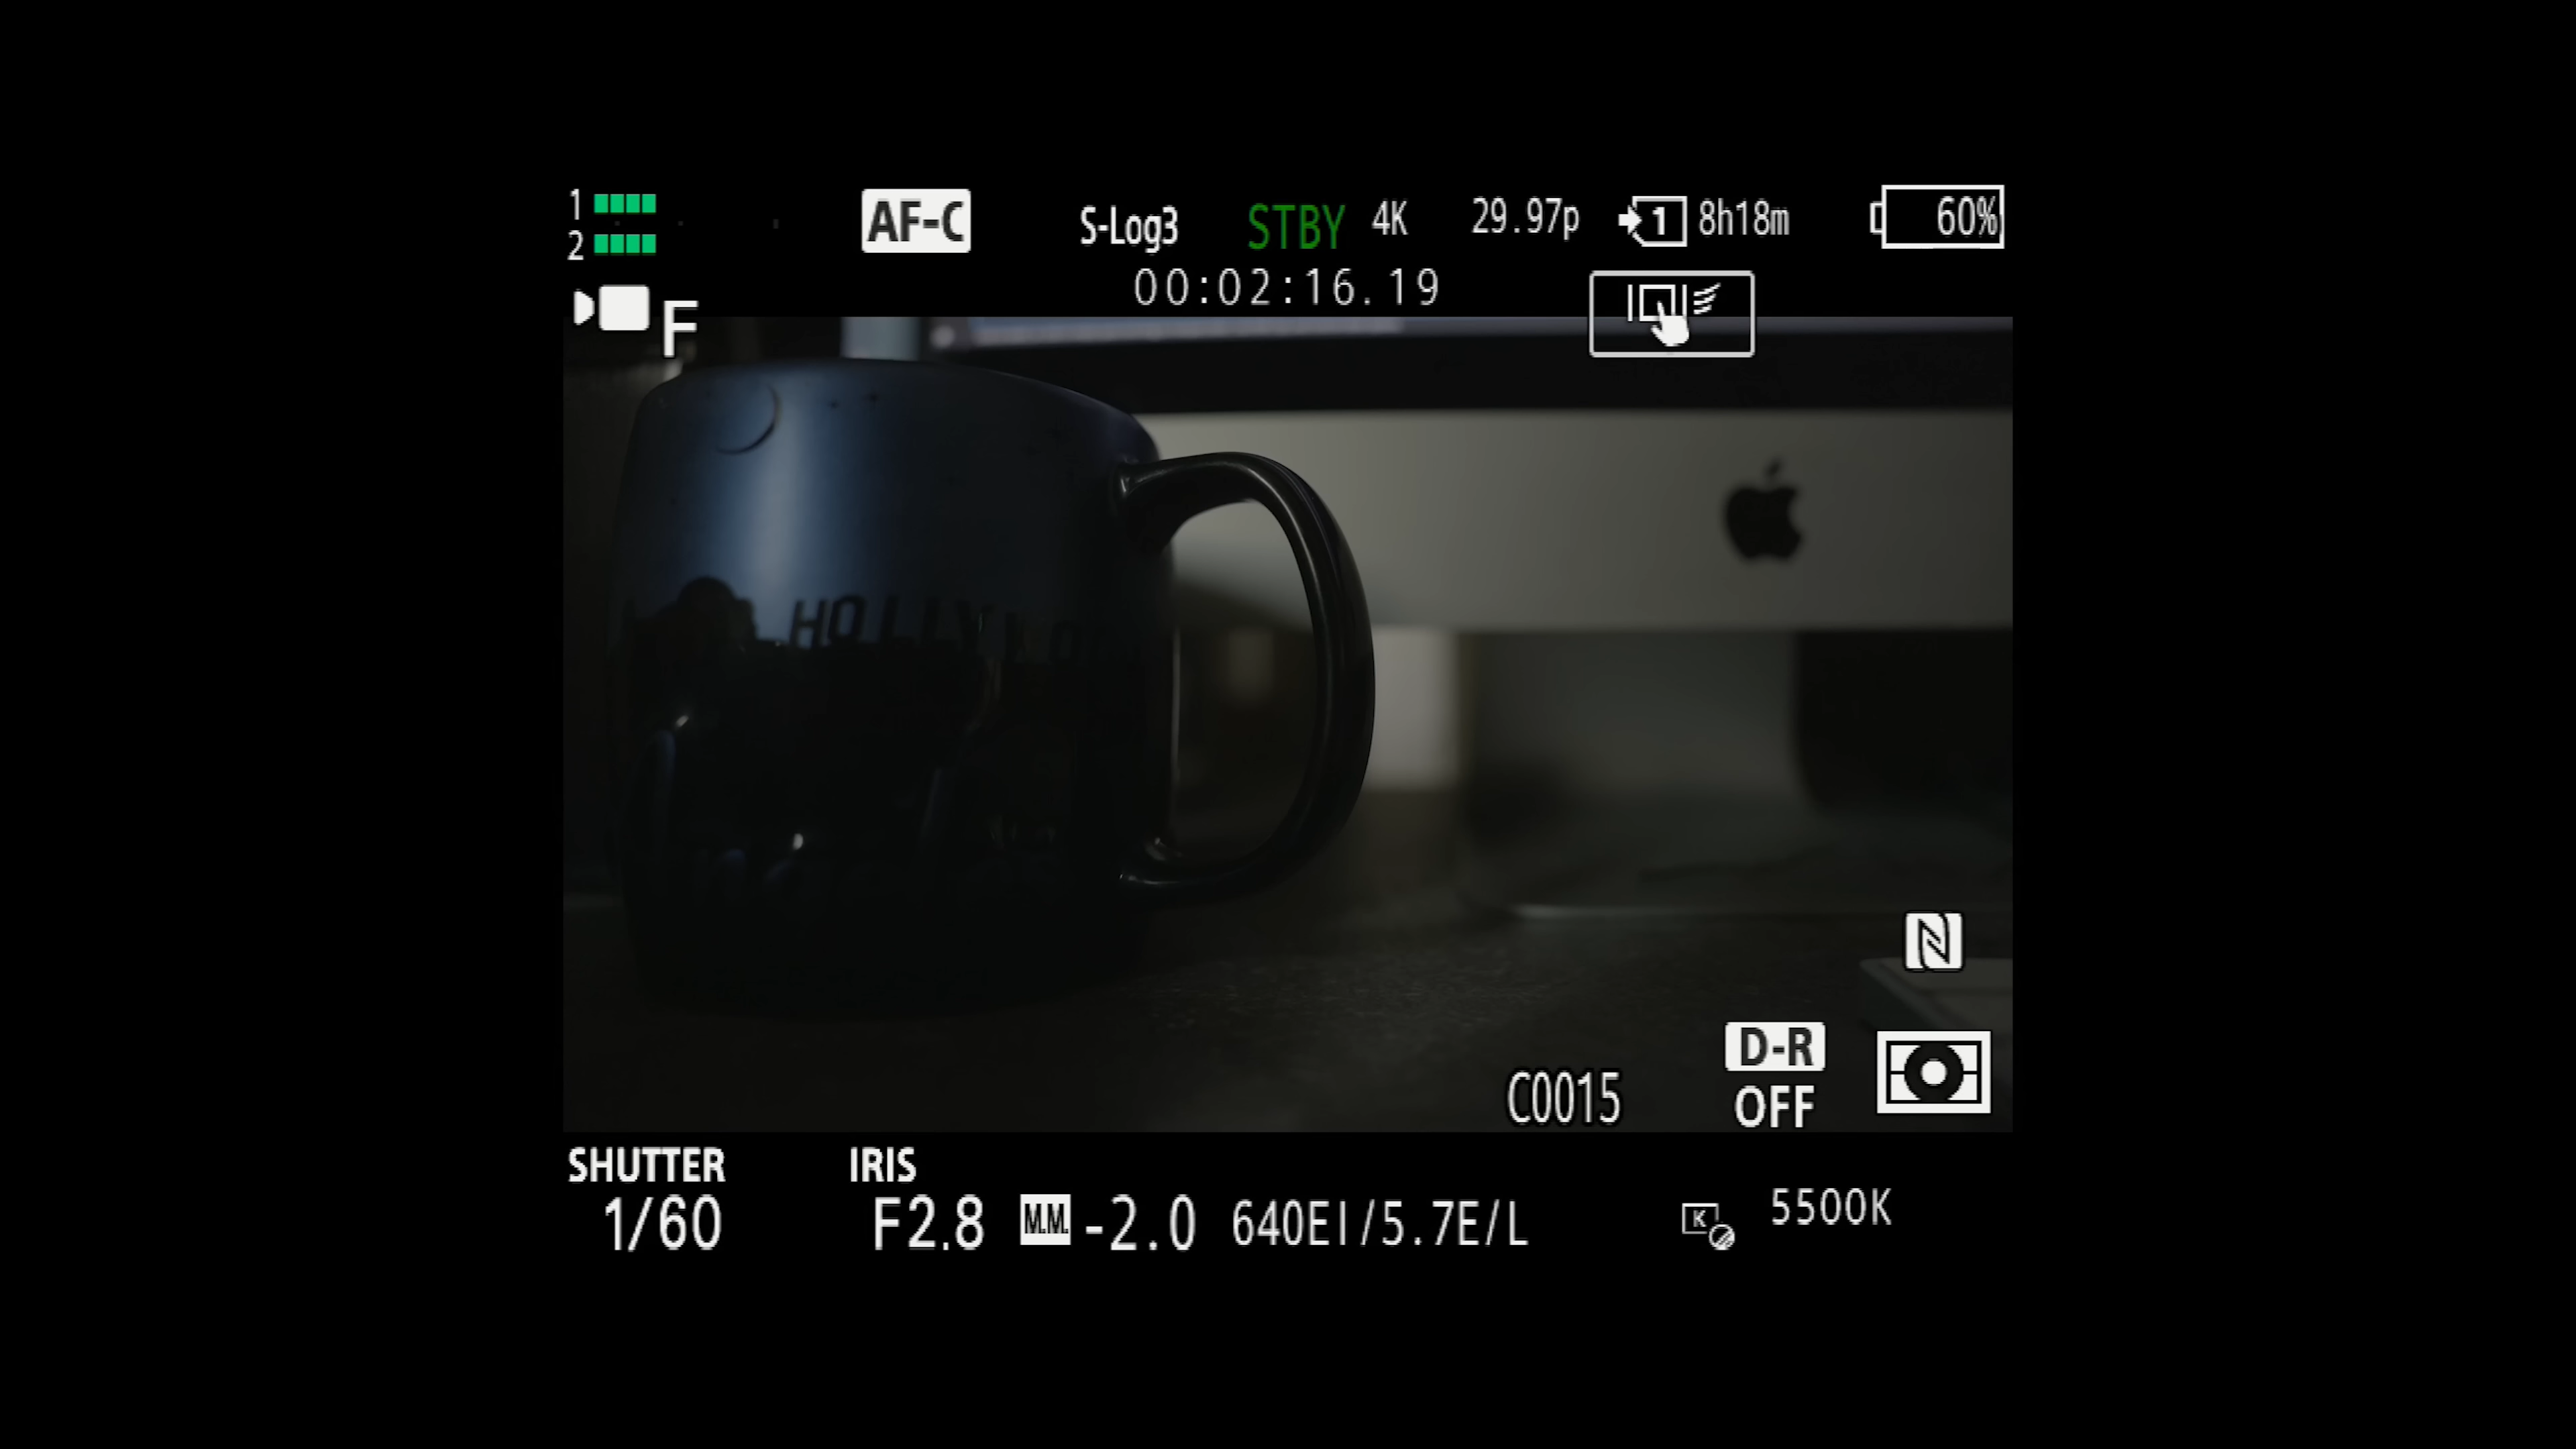 1
2
AF-C
S-Log3
STBY
4K
29.97p
1
8h18m
60%
00:02:16.19
F
HOLLY
C0015
D-R
OFF
SHUTTER
1/60
IRIS
F2.8
M.M.
-2.0
640EI/5.7E/L
K
5500K